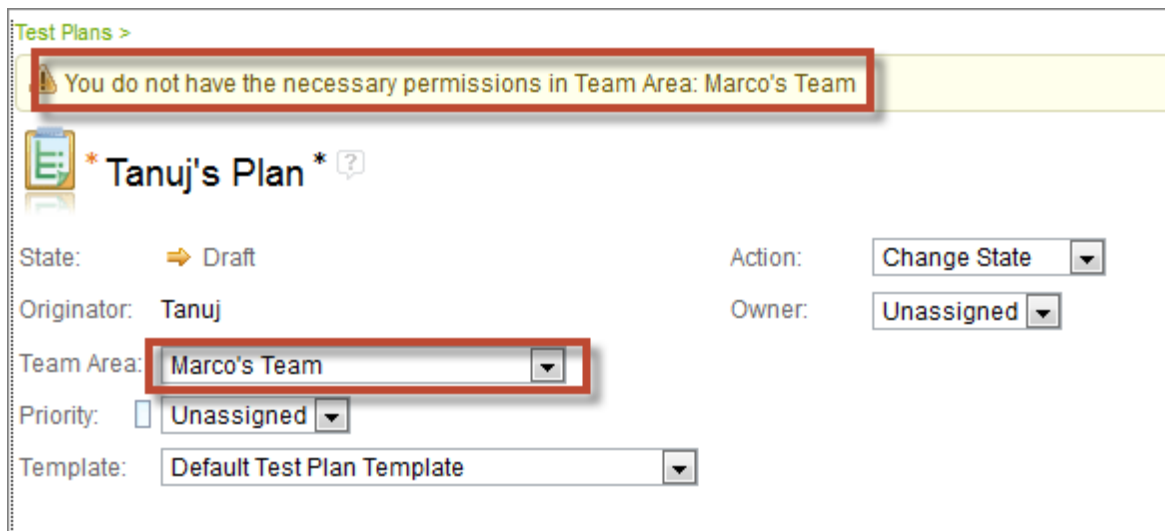 Test Plans >
You do not have the necessary permissions in Team Area: Marco's Team
* Tanuj's Plan * ?
State: Draft Action: Change State
Originator: Tanuj Owner: Unassigned
Team Area: Marco's Team
Priority: Unassigned
Template: Default Test Plan Template